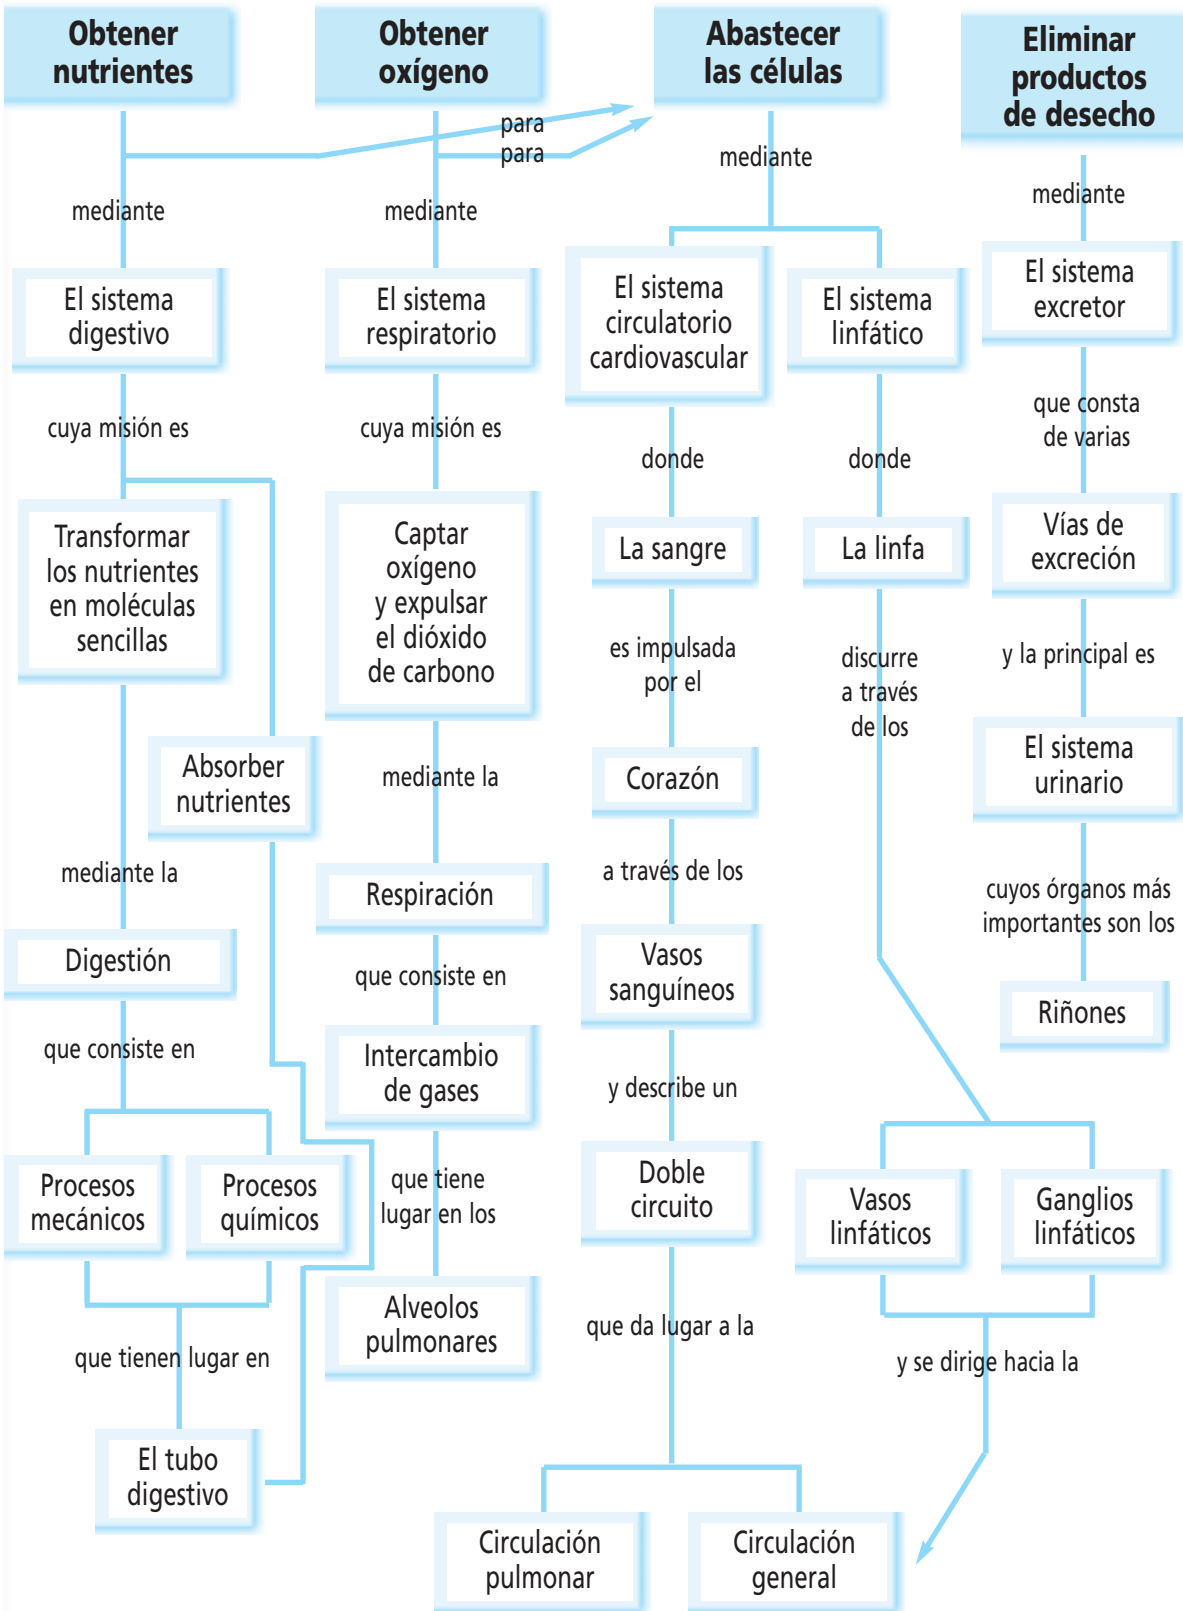 Obtener
nutrientes
para
mediante
El sistema
digestivo
cuya misión es
Transformar
los nutrientes
en moléculas
sencillas
Absorber
nutrientes
mediante la
Digestión
que consiste en
Procesos
mecánicos
Procesos
químicos
que tienen lugar en
El tubo
digestivo
Obtener
oxígeno
para
mediante
El sistema
respiratorio
cuya misión es
Captar
oxígeno
y expulsar
el dióxido
de carbono
mediante la
Respiración
que consiste en
Intercambio
de gases
que tiene
lugar en los
Alveolos
pulmonares
Abastecer
las células
mediante
El sistema
circulatorio
cardiovascular
donde
La sangre
es impulsada
por el
Corazón
a través de los
Vasos
sanguíneos
y describe un
Doble
circuito
que da lugar a la
Circulación
pulmonar
Circulación
general
El sistema
linfático
donde
La linfa
discurre
a través
de los
Vasos
linfáticos
Ganglios
linfáticos
y se dirige hacia la
Eliminar
productos
de desecho
mediante
El sistema
excretor
que consta
de varias
Vías de
excreción
y la principal es
El sistema
urinario
cuyos órganos más
importantes son los
Riñones